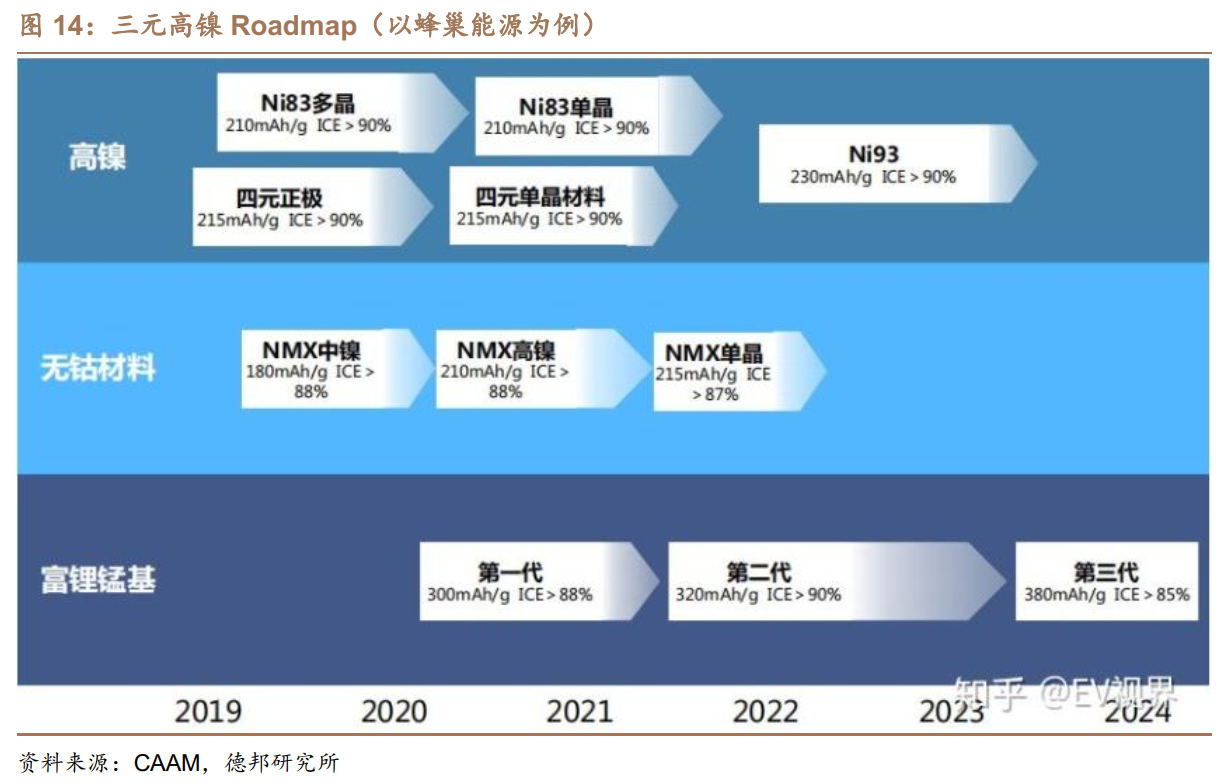 图 14：三元高镍 Roadmap（以蜂巢能源为例）
高镍
Ni83多晶
210mAh/g ICE > 90%
Ni83单晶
210mAh/g ICE > 90%
Ni93
230mAh/g ICE > 90%
四元正极
215mAh/g ICE > 90%
四元单晶材料
215mAh/g ICE > 90%
无钴材料
NMX中镍
180mAh/g ICE >
88%
NMX高镍
210mAh/g ICE >
88%
NMX单晶
215mAh/g ICE
> 87%
富锂锰基
第一代
300mAh/g ICE > 88%
第二代
320mAh/g ICE > 90%
第三代
380mAh/g ICE > 85%
知乎 @EV视界
2019 2020 2021 2022 2023 2024
资料来源：CAAM，德邦研究所